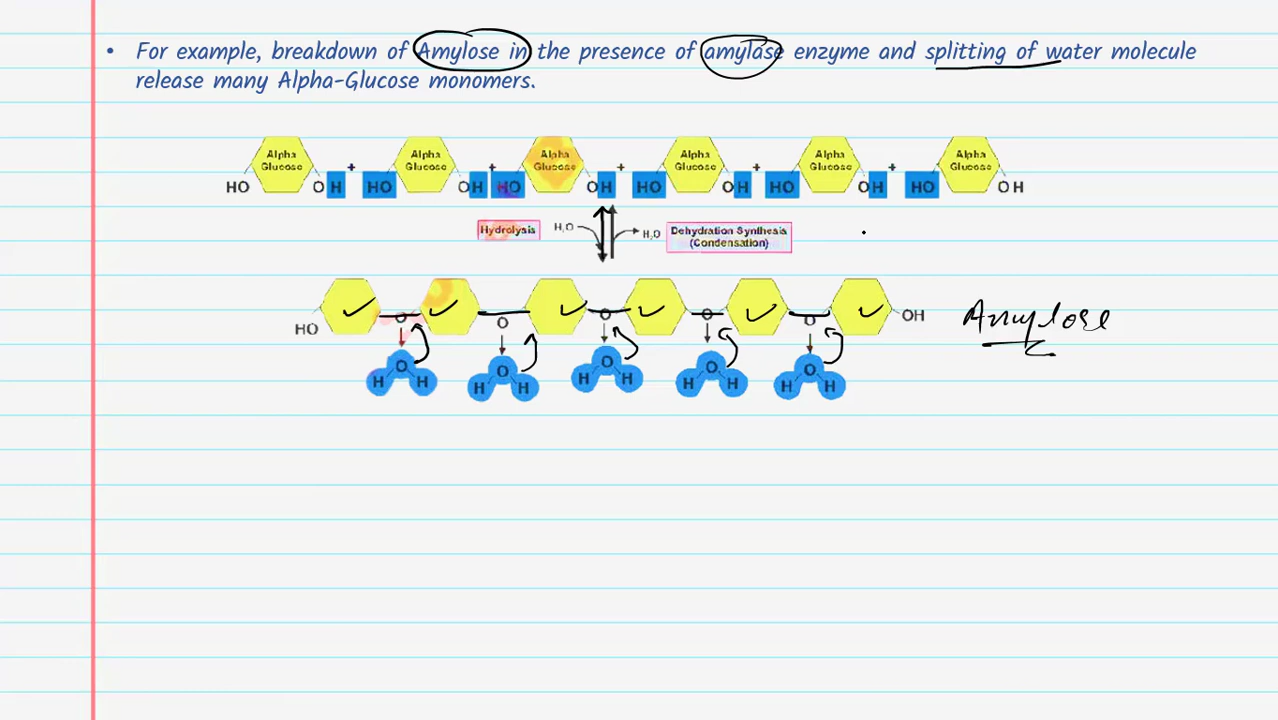 • For example, breakdown of Amylose in the presence of amylase enzyme and splitting of water molecule
release many Alpha-Glucose monomers.
Alpha Alpha Alpha Alpha Alpha Alpha
Glucose Glucose Glucose Glucose Glucose Glucose
HO OH + HO OH + HO OH + HO OH + HO OH + HO OH
Hydrolysis H₂O H₂O Dehydration Synthesis
(Condensation)
HO O O O O O OH Amylose
O O O O O
H H H H H H H H H H